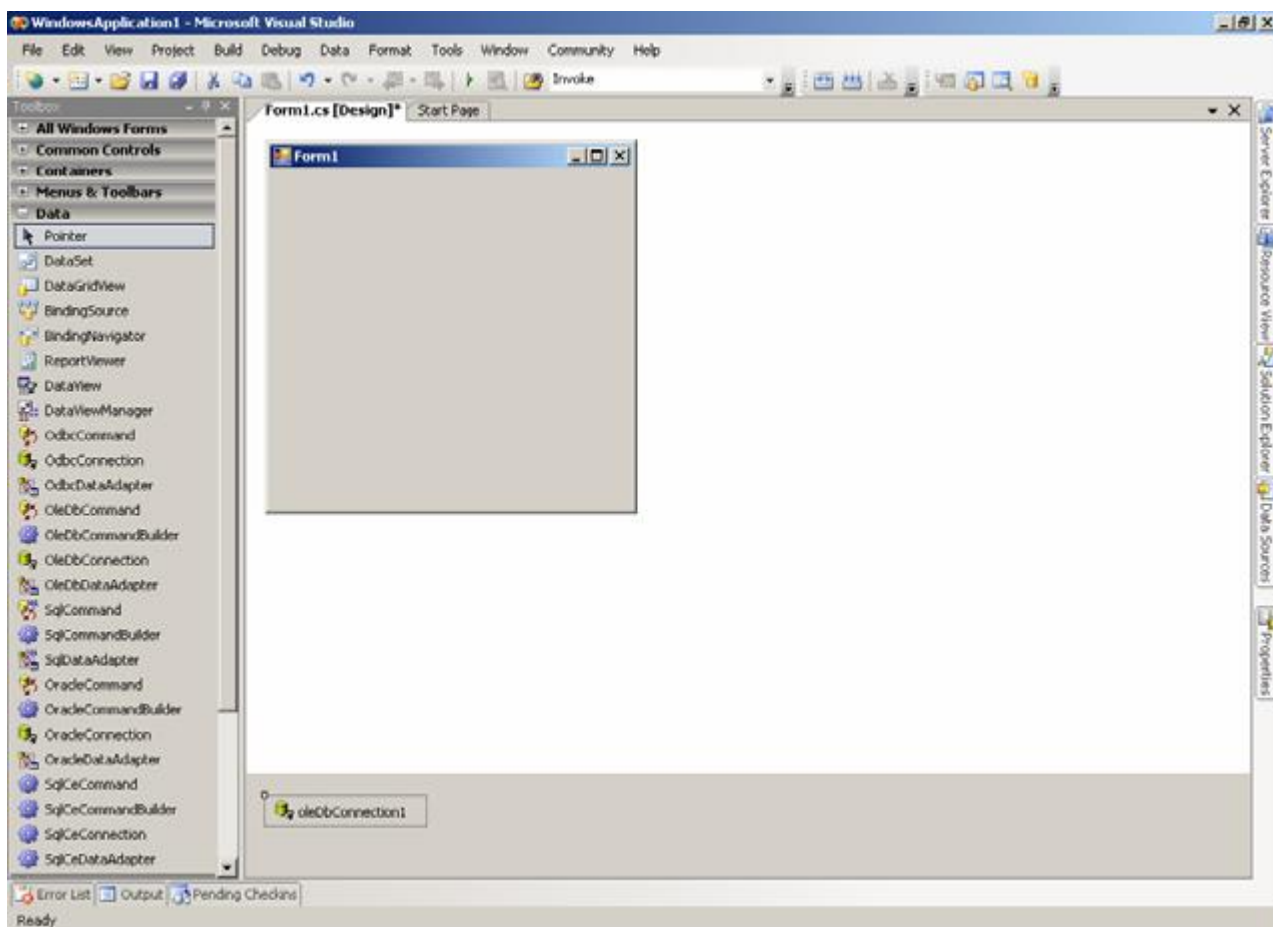 WindowsApplication1 - Microsoft Visual Studio
File Edit View Project Build Debug Data Format Tools Window Community Help
Invoke
Toolbox
Form1.cs [Design]* Start Page
All Windows Forms
Common Controls
Containers
Menus & Toolbars
Data
Pointer
DataSet
DataGridView
BindingSource
BindingNavigator
ReportViewer
DataView
DataViewManager
OdbcCommand
OdbcConnection
OdbcDataAdapter
OleDbCommand
OleDbCommandBuilder
OleDbConnection
OleDbDataAdapter
SqlCommand
SqlCommandBuilder
SqlDataAdapter
OracleCommand
OracleCommandBuilder
OracleConnection
OracleDataAdapter
SqlCeCommand
SqlCeCommandBuilder
SqlCeConnection
SqlCeDataAdapter
Form1
oleDbConnection1
Server Explorer
Resource View
Solution Explorer
Data Sources
Properties
Error List Output Pending Checkins
Ready